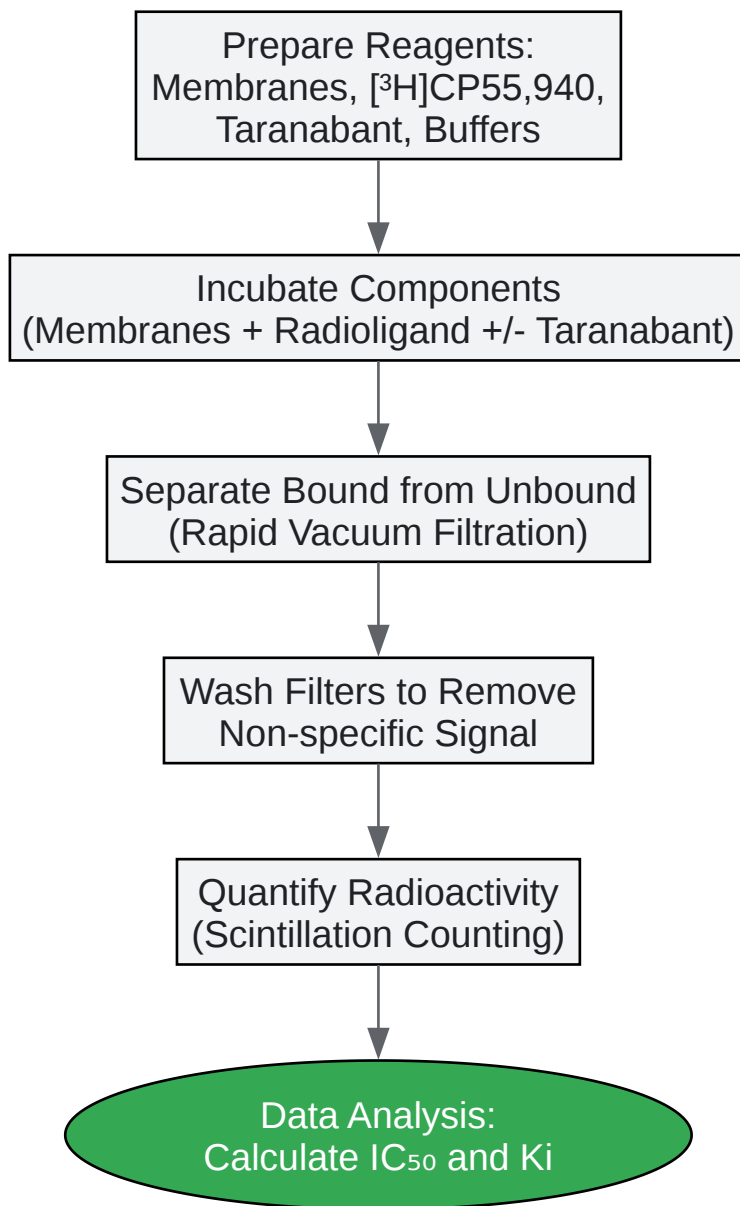 Prepare Reagents:
Membranes, [³H]CP55,940,
Taranabant, Buffers
Incubate Components
(Membranes + Radioligand +/- Taranabant)
Separate Bound from Unbound
(Rapid Vacuum Filtration)
Wash Filters to Remove
Non-specific Signal
Quantify Radioactivity
(Scintillation Counting)
Data Analysis:
Calculate IC₅₀ and Ki